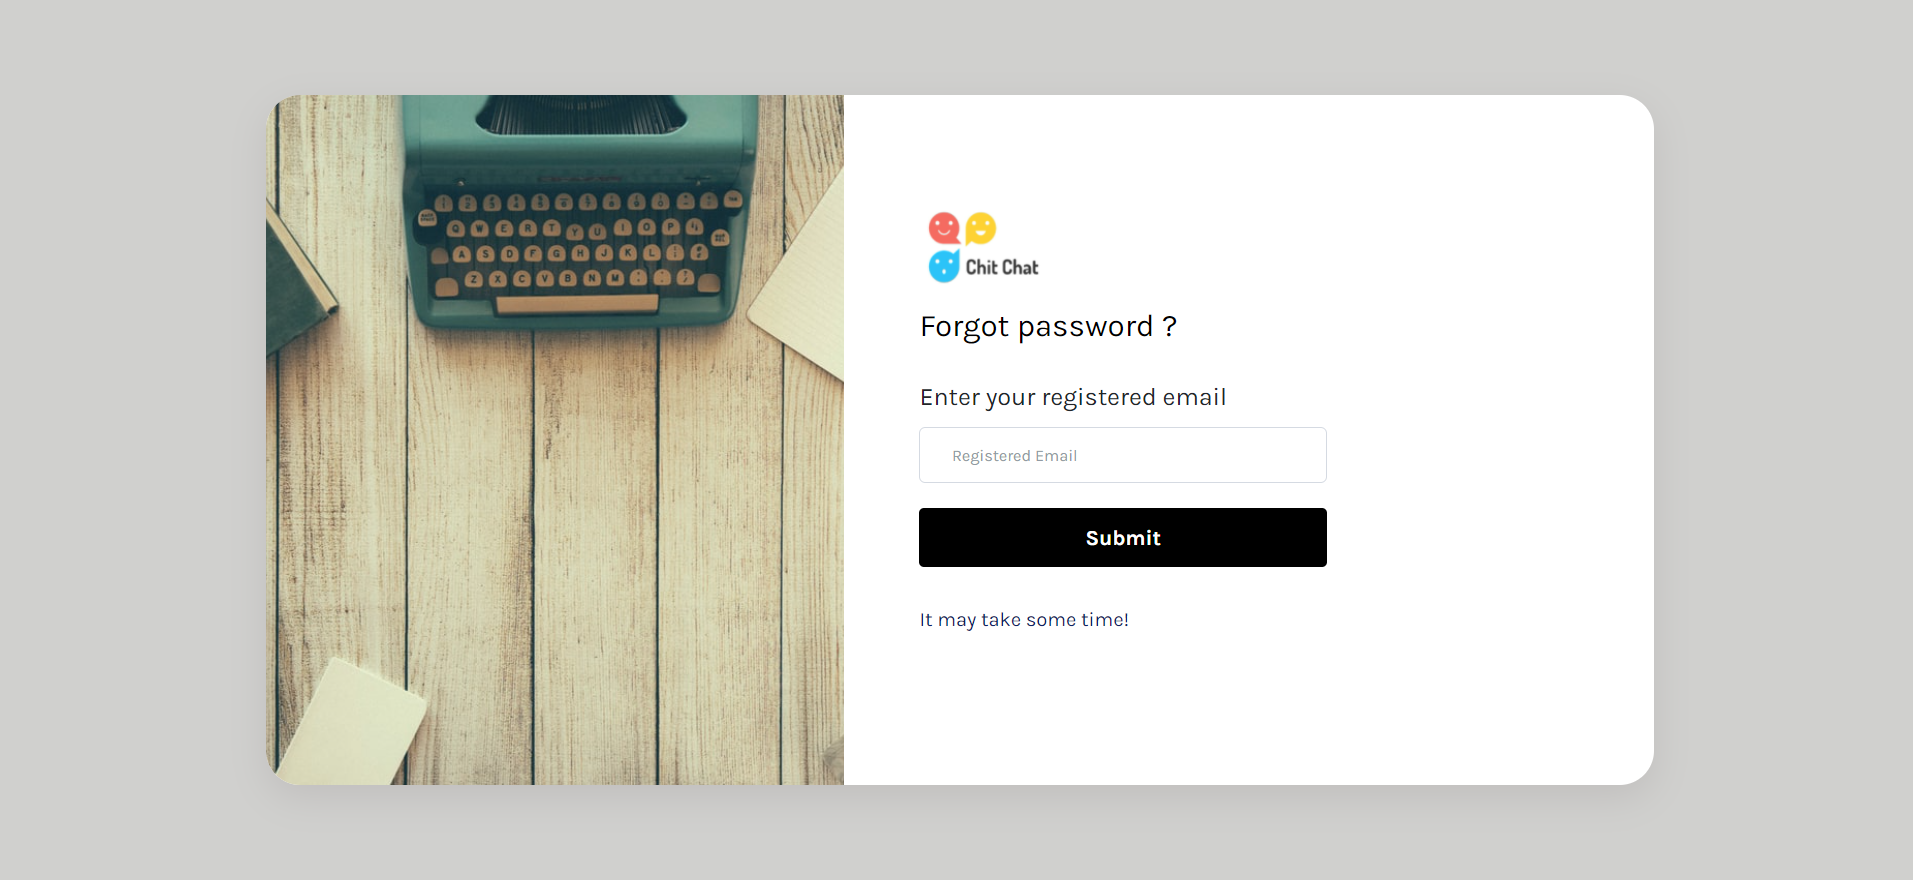 Q W E R T Y U I O P
A S D F G H J K L
Z X C V B N M
Chit Chat
Forgot password ?
Enter your registered email
Registered Email
Submit
It may take some time!